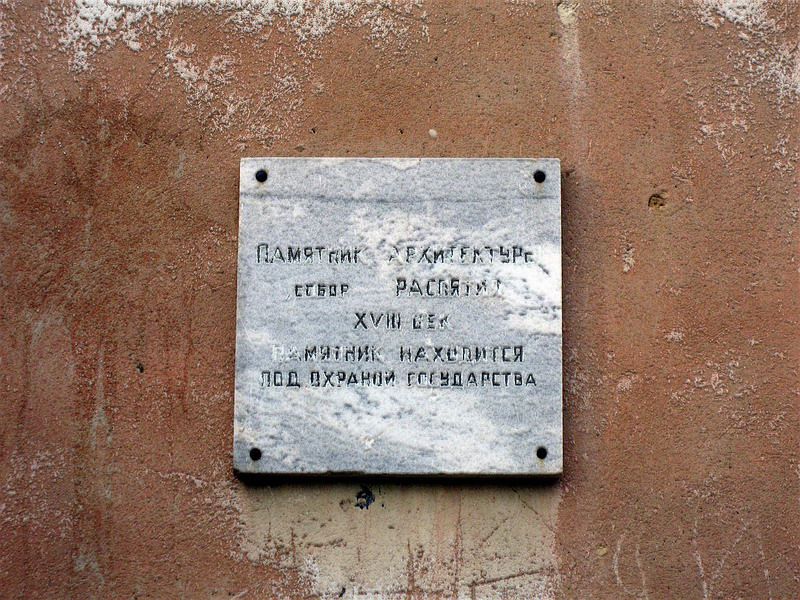 ПАМЯТНИК АРХИТЕКТУРЫ
СОБОР РАСПЯТИЯ
XVIII ВЕК
ПАМЯТНИК НАХОДИТСЯ
ПОД ОХРАНОЙ ГОСУДАРСТВА